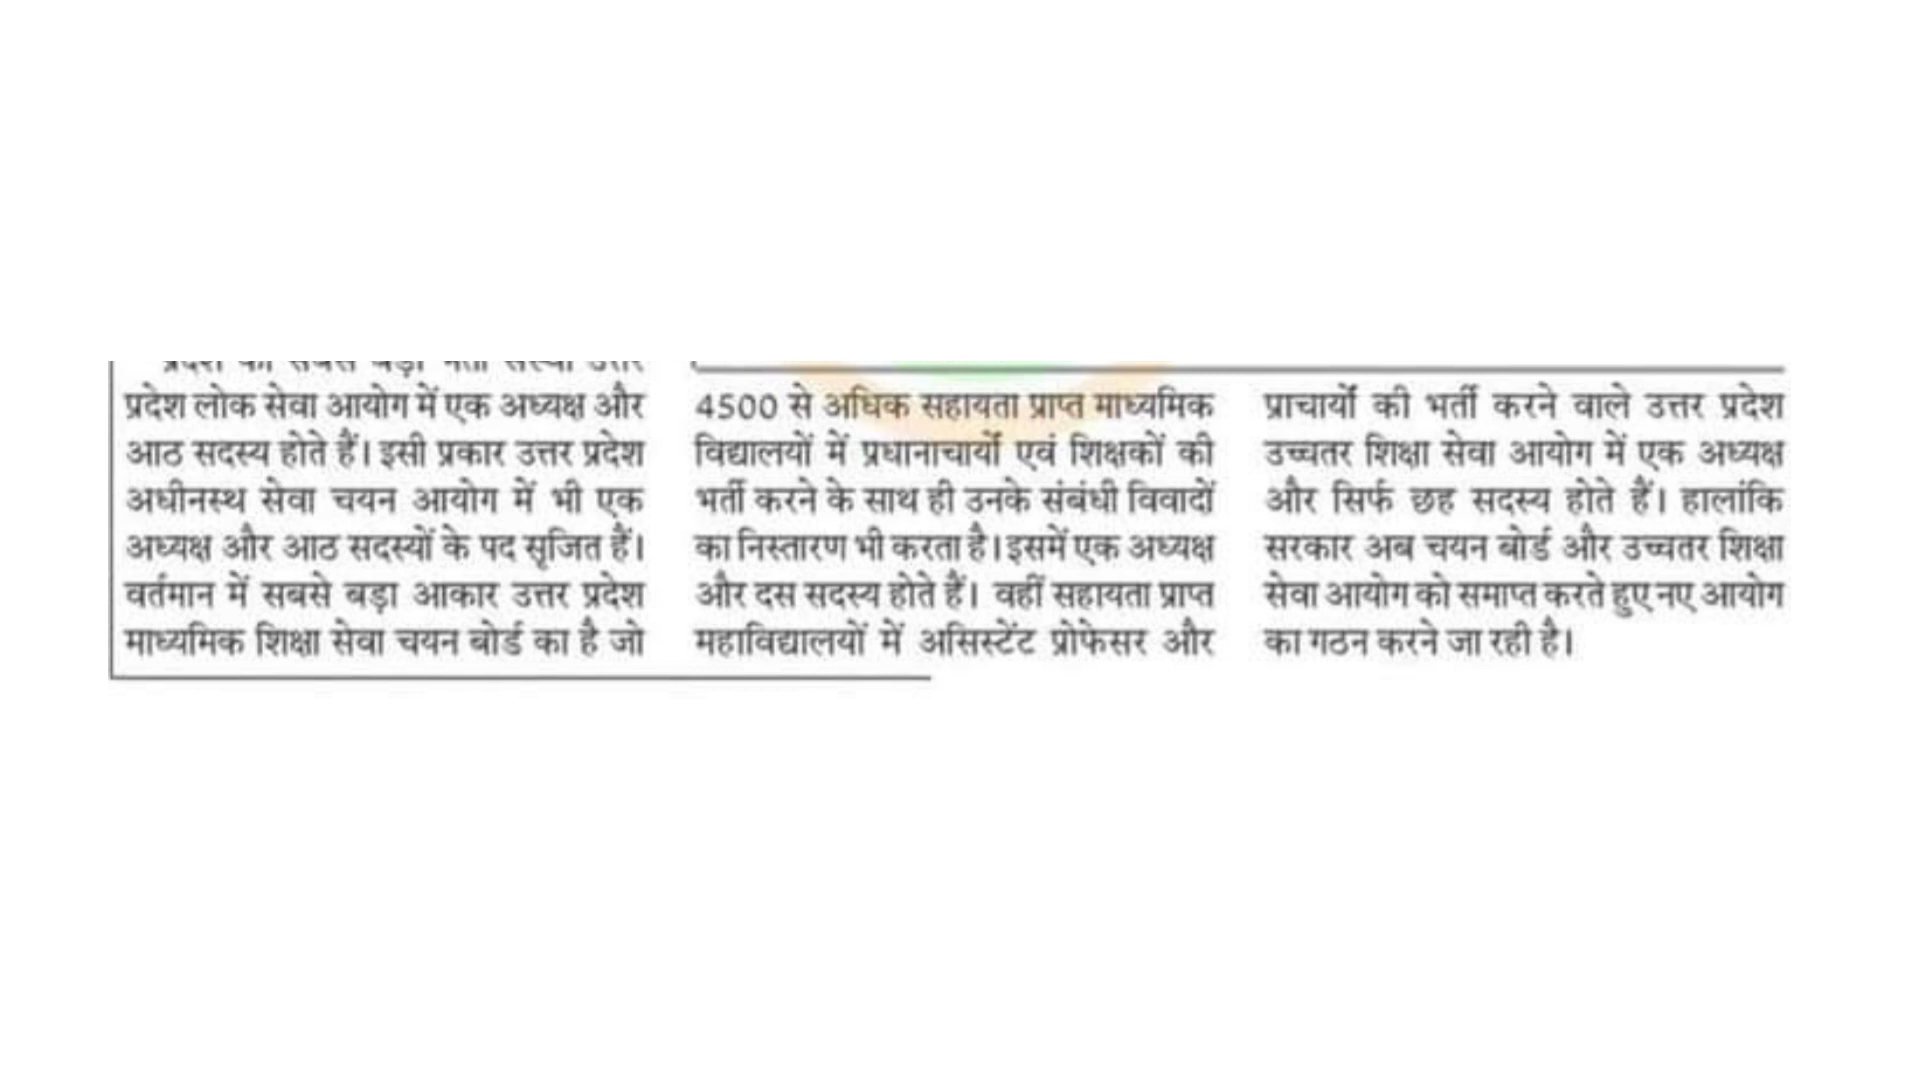 प्रदेश लोक सेवा आयोग में एक अध्यक्ष और
आठ सदस्य होते हैं। इसी प्रकार उत्तर प्रदेश
अधीनस्थ सेवा चयन आयोग में भी एक
अध्यक्ष और आठ सदस्यों के पद सृजित हैं।
वर्तमान में सबसे बड़ा आकार उत्तर प्रदेश
माध्यमिक शिक्षा सेवा चयन बोर्ड का है जो
4500 से अधिक सहायता प्राप्त माध्यमिक
विद्यालयों में प्रधानाचार्यों एवं शिक्षकों की
भर्ती करने के साथ ही उनके संबंधी विवादों
का निस्तारण भी करता है। इसमें एक अध्यक्ष
और दस सदस्य होते हैं। वहीं सहायता प्राप्त
महाविद्यालयों में असिस्टेंट प्रोफेसर और
प्राचार्यों की भर्ती करने वाले उत्तर प्रदेश
उच्चतर शिक्षा सेवा आयोग में एक अध्यक्ष
और सिर्फ छह सदस्य होते हैं। हालांकि
सरकार अब चयन बोर्ड और उच्चतर शिक्षा
सेवा आयोग को समाप्त करते हुए नए आयोग
का गठन करने जा रही है।